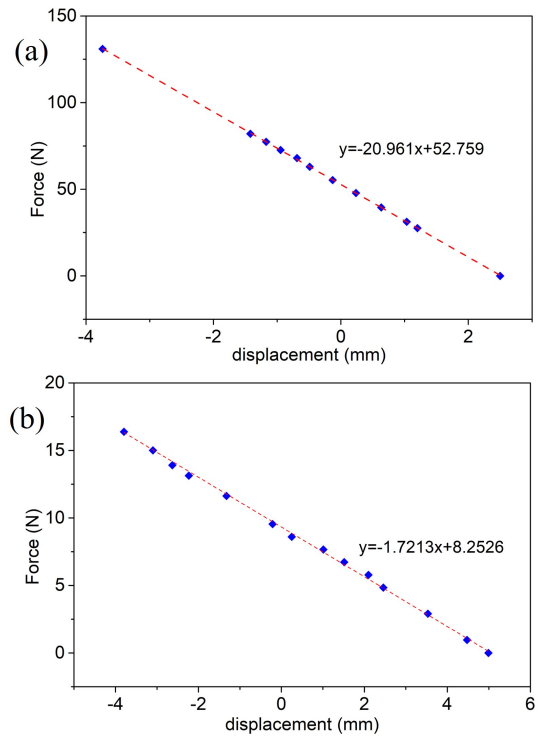 (a)
150
100
50
0
Force (N)
y=-20.961x+52.759
-4 -2 0 2
displacement (mm)
(b)
20
15
10
5
0
Force (N)
y=-1.7213x+8.2526
-4 -2 0 2 4 6
displacement (mm)